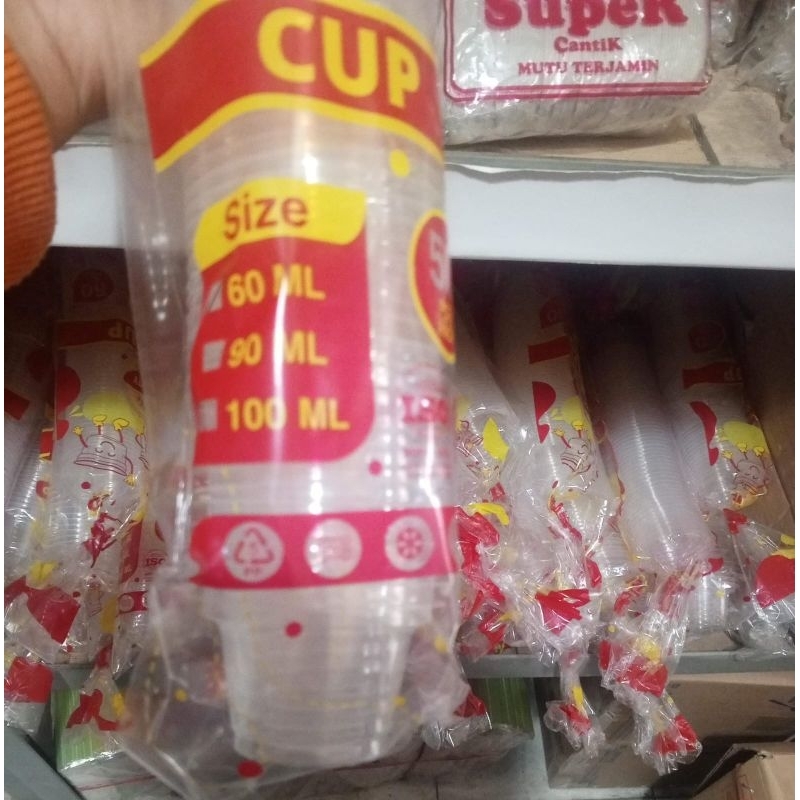 CUP
SupeR
CantiK
MUTU TERJAMIN
Size
60 ML
90 ML
100 ML